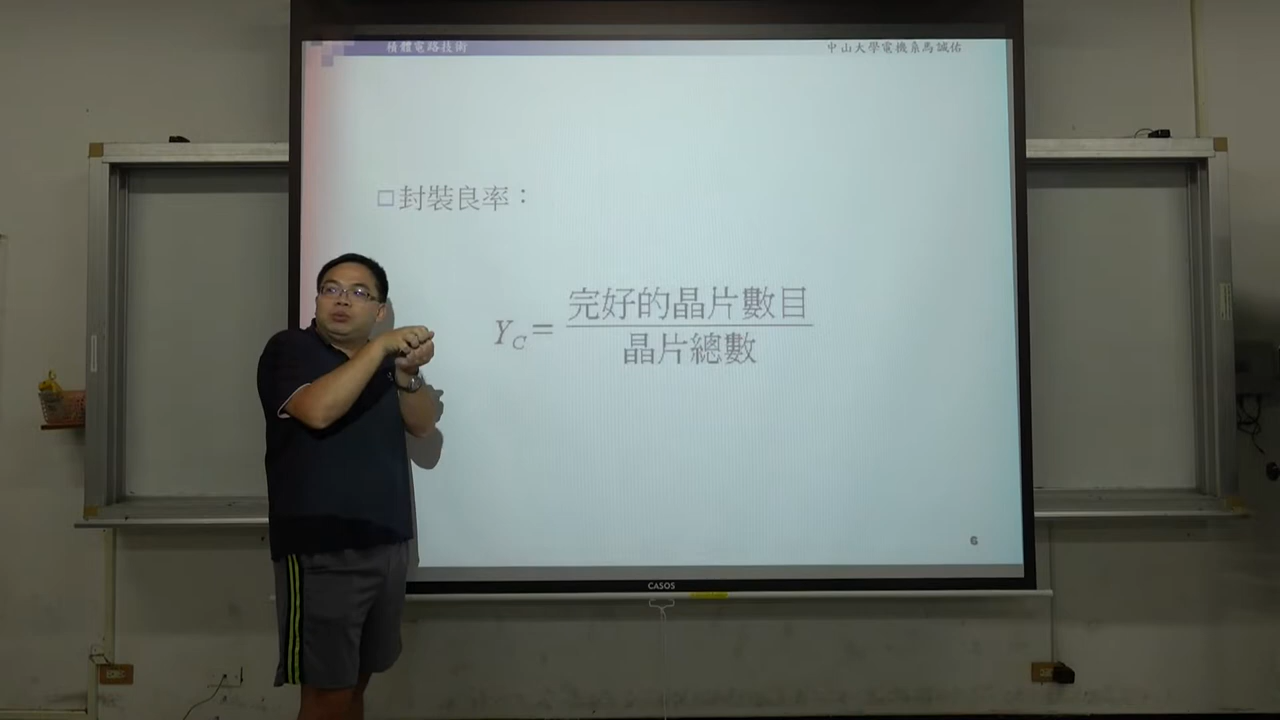 積體電路技術
中山大學電機系馬誠佑
封裝良率：
Y_C = 完好的晶片數目
晶片總數
6
CASOS